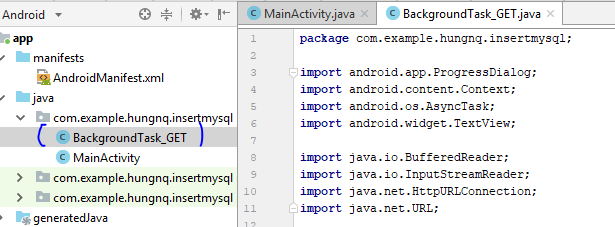 Android
app
manifests
AndroidManifest.xml
java
com.example.hungnq.insertmysql
BackgroundTask_GET
MainActivity
com.example.hungnq.insertmysql
com.example.hungnq.insertmysql
generatedJava
MainActivity.java
BackgroundTask_GET.java
1 package com.example.hungnq.insertmysql;
2
3 import android.app.ProgressDialog;
4 import android.content.Context;
5 import android.os.AsyncTask;
6 import android.widget.TextView;
7
8 import java.io.BufferedReader;
9 import java.io.InputStreamReader;
10 import java.net.HttpURLConnection;
11 import java.net.URL;